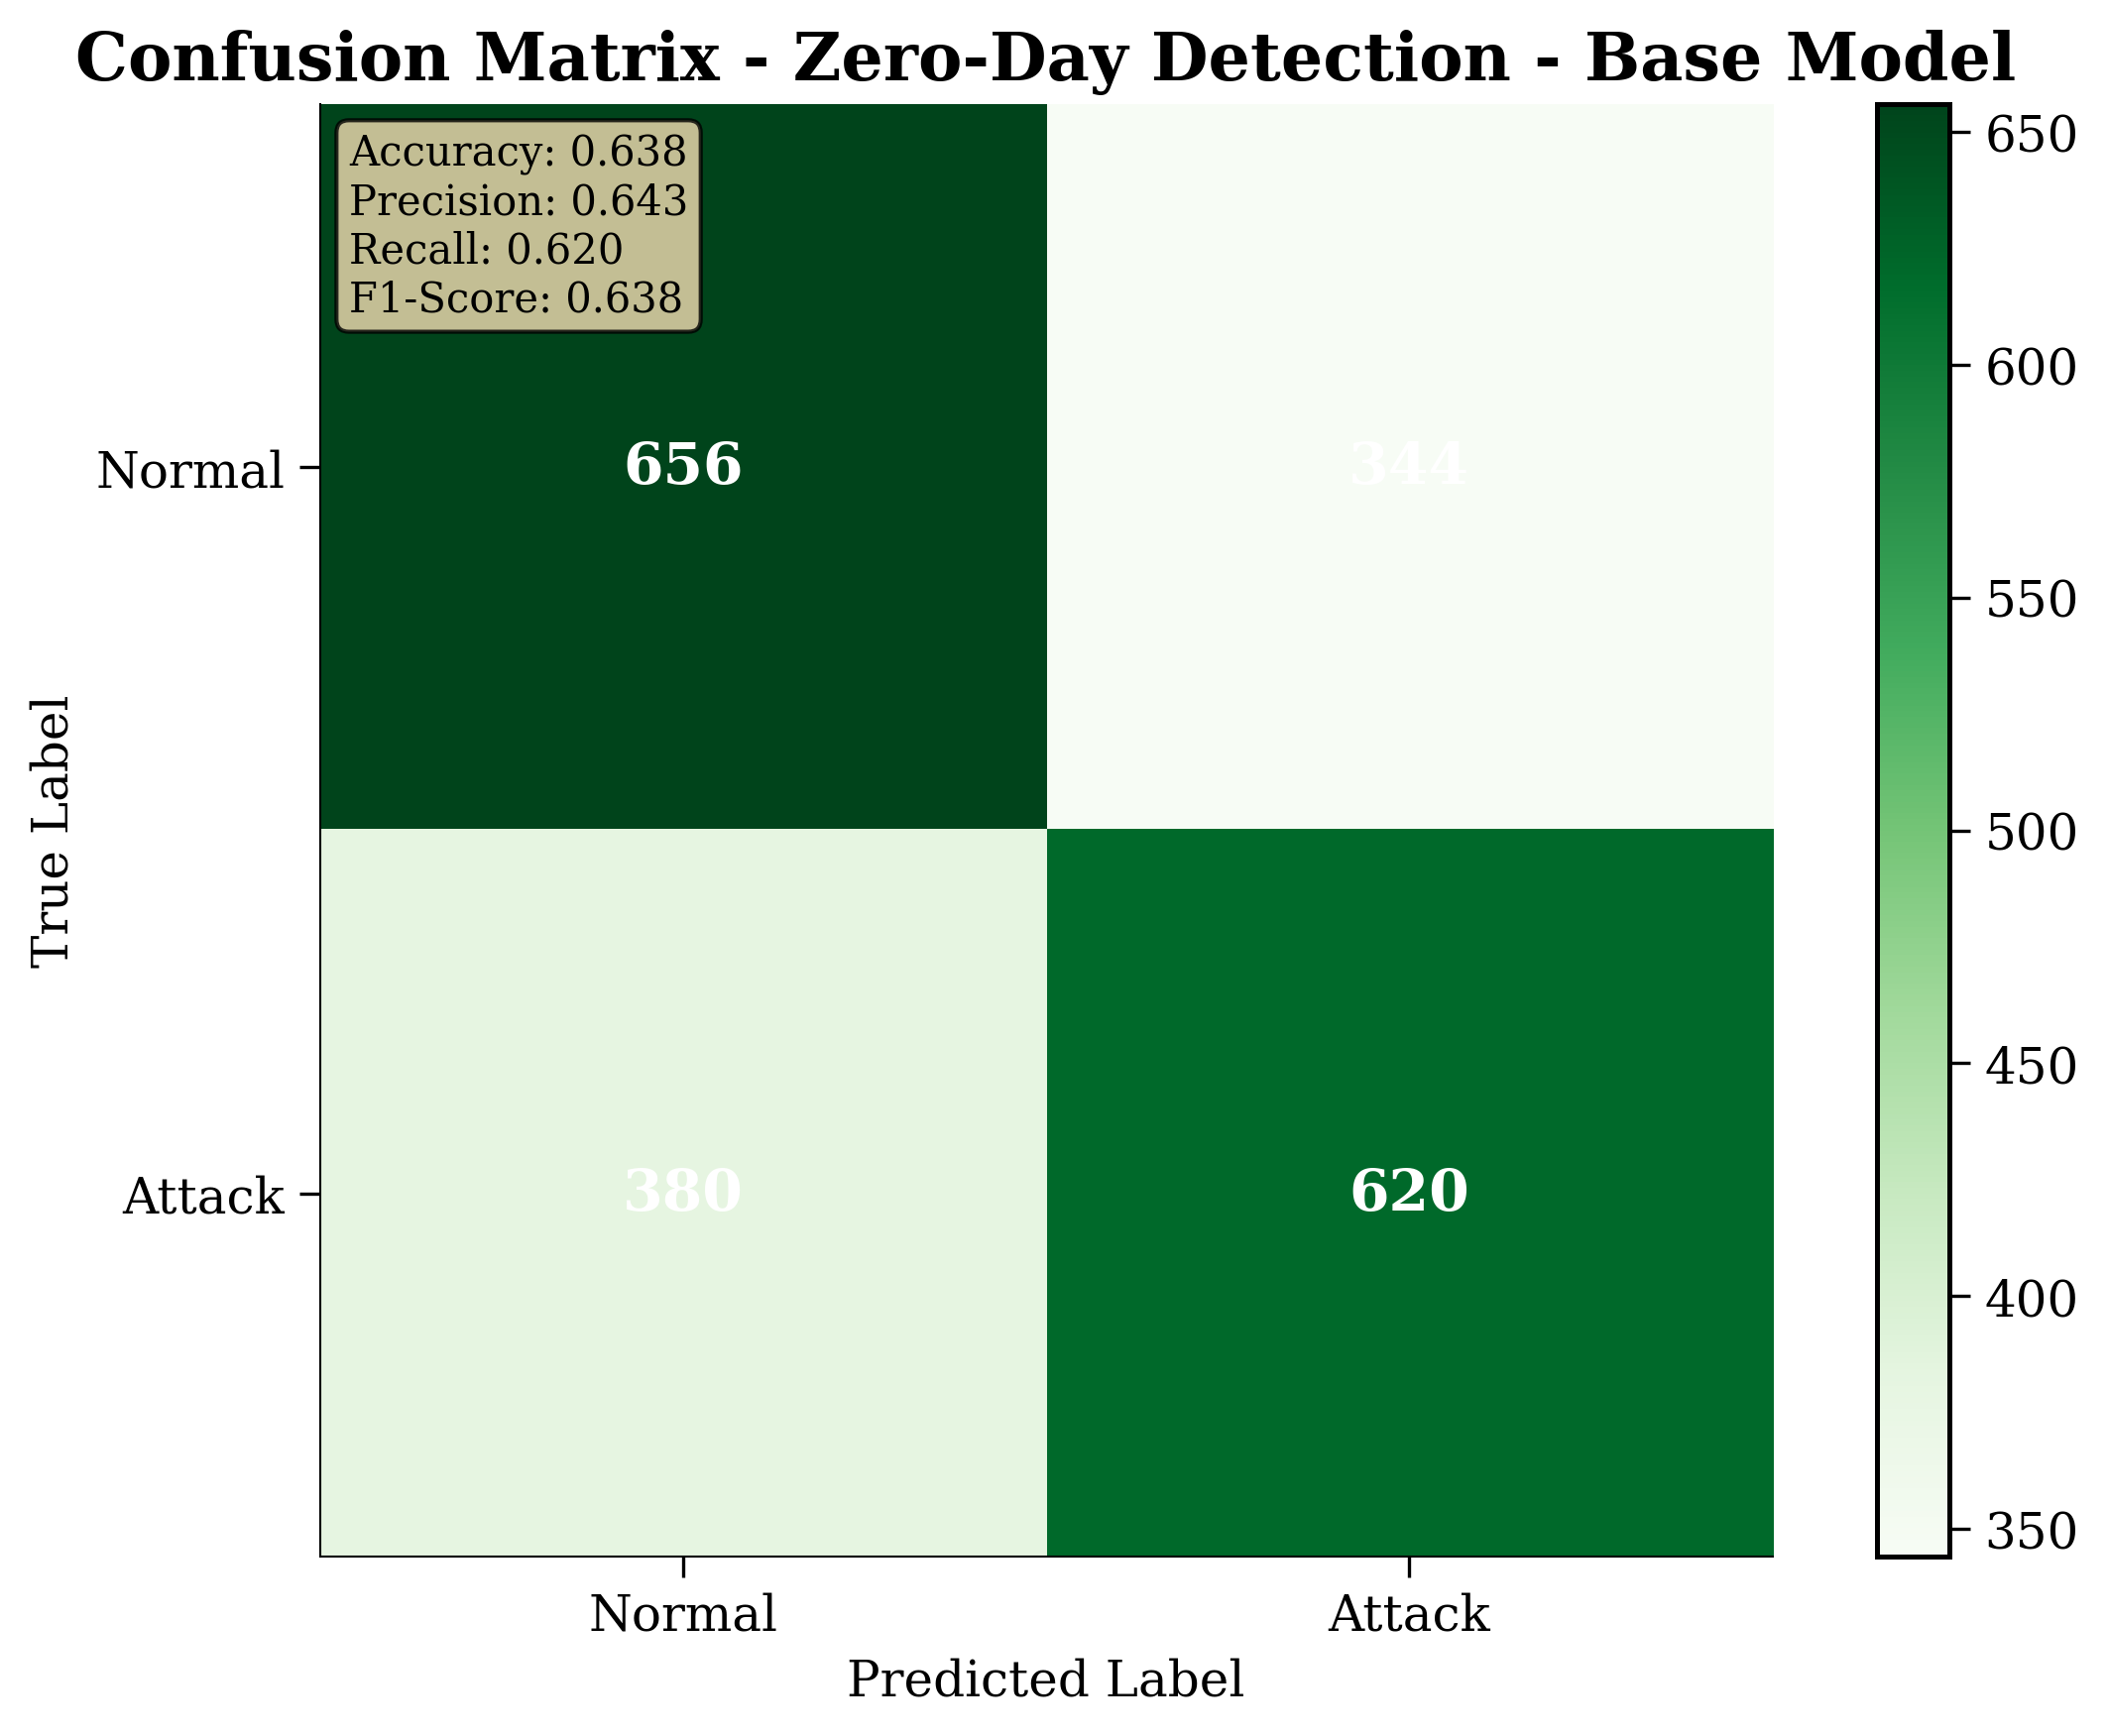 Confusion Matrix - Zero-Day Detection - Base Model
Accuracy: 0.638
Precision: 0.643
Recall: 0.620
F1-Score: 0.638
656
344
380
620
Normal
Attack
True Label
Normal
Attack
Predicted Label
650
600
550
500
450
400
350